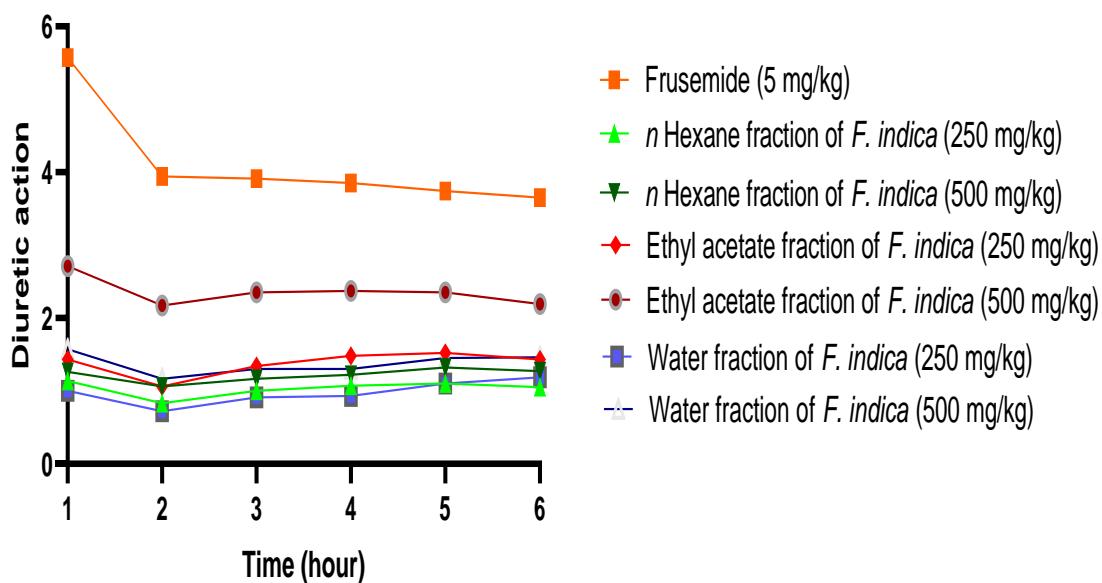 Diuretic action
6
4
2
0
1 2 3 4 5 6
Time (hour)
Frusemide (5 mg/kg)
n Hexane fraction of F. indica (250 mg/kg)
n Hexane fraction of F. indica (500 mg/kg)
Ethyl acetate fraction of F. indica (250 mg/kg)
Ethyl acetate fraction of F. indica (500 mg/kg)
Water fraction of F. indica (250 mg/kg)
Water fraction of F. indica (500 mg/kg)